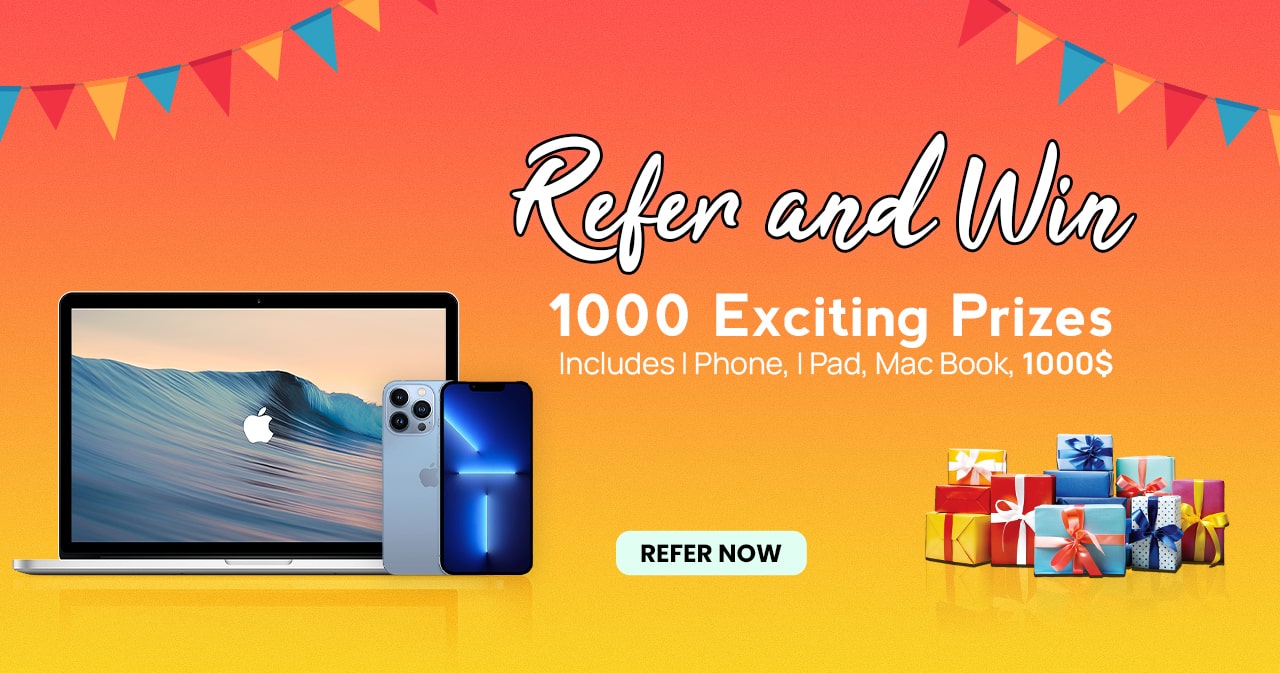 Refer and Win
1000 Exciting Prizes
Includes I Phone, I Pad, Mac Book, 1000$
REFER NOW